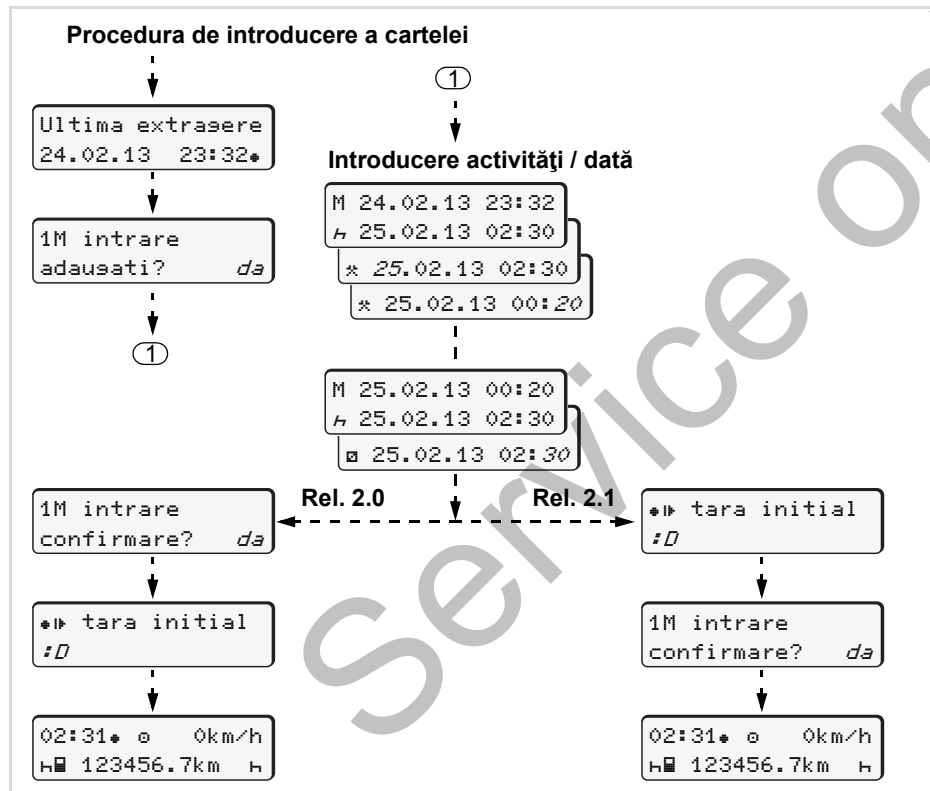 Procedura de introducere a cartelei
Ultima extragere
24.02.13 23:32
1M intrare
adaugati? da
1
1
Introducere activităţi / dată
M 24.02.13 23:32
25.02.13 02:30
25.02.13 02:30
25.02.13 00:20
M 25.02.13 00:20
25.02.13 02:30
25.02.13 02:30
Rel. 2.0
Rel. 2.1
1M intrare
confirmare? da
tara initial
:D
02:31 0km/h
123456.7km
tara initial
:D
1M intrare
confirmare? da
02:31 0km/h
123456.7km
Service or